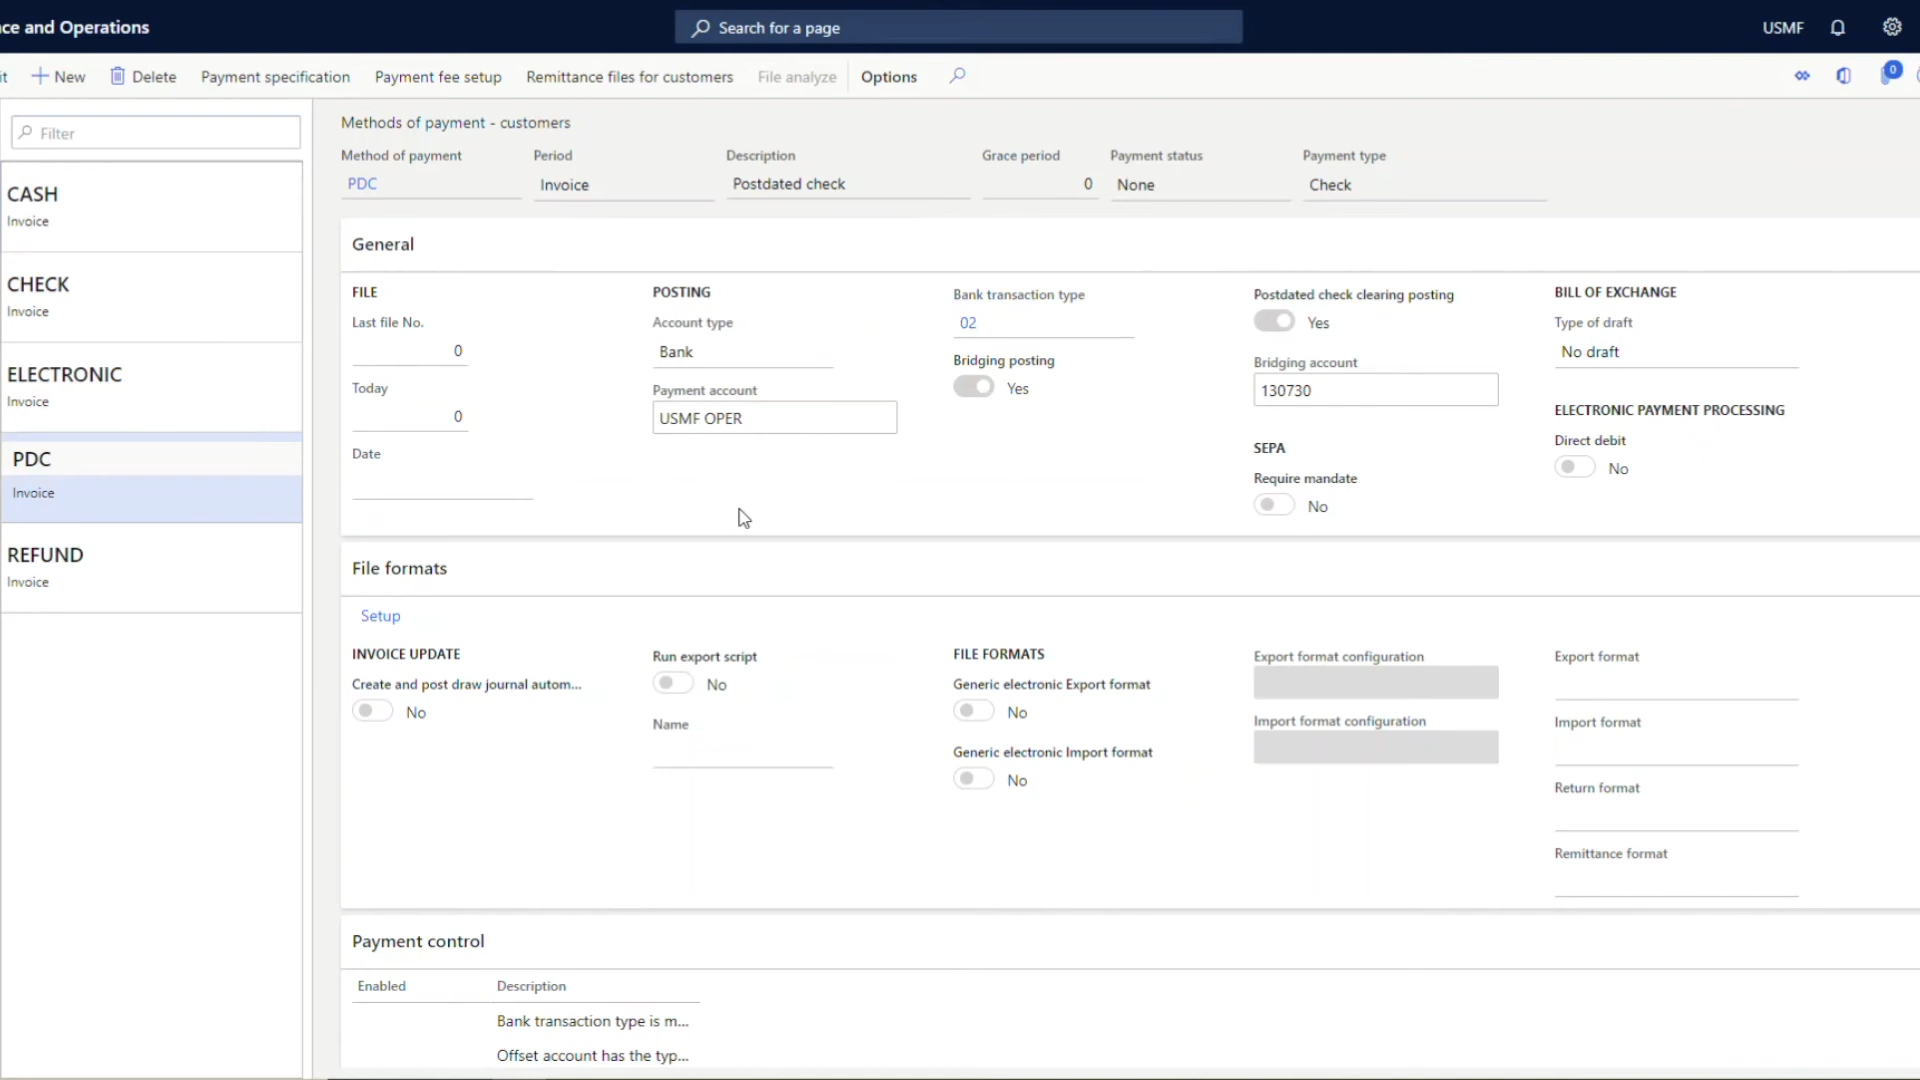 ce and Operations
Search for a page
USMF
it
New
Delete
Payment specification
Payment fee setup
Remittance files for customers
File analyze
Options
0
Filter
CASH
Invoice
CHECK
Invoice
ELECTRONIC
Invoice
PDC
Invoice
REFUND
Invoice
Methods of payment - customers
Method of payment
PDC
Period
Invoice
Description
Postdated check
Grace period
0
Payment status
None
Payment type
Check
General
FILE
Last file No.
0
Today
0
Date
POSTING
Account type
Bank
Payment account
USMF OPER
Bank transaction type
02
Bridging posting
Yes
Postdated check clearing posting
Yes
Bridging account
130730
SEPA
Require mandate
No
BILL OF EXCHANGE
Type of draft
No draft
ELECTRONIC PAYMENT PROCESSING
Direct debit
No
File formats
Setup
INVOICE UPDATE
Create and post draw journal autom...
No
Run export script
No
Name
FILE FORMATS
Generic electronic Export format
No
Generic electronic Import format
No
Export format configuration
Import format configuration
Export format
Import format
Return format
Remittance format
Payment control
Enabled
Description
Bank transaction type is m...
Offset account has the typ...